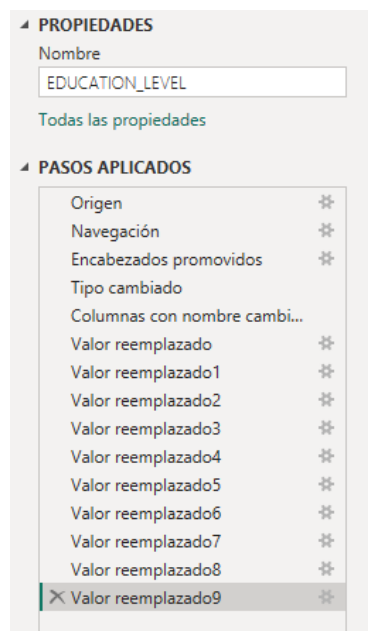 PROPIEDADES
Nombre
EDUCATION_LEVEL
Todas las propiedades
PASOS APLICADOS
Origen
Navegación
Encabezados promovidos
Tipo cambiado
Columnas con nombre cambi...
Valor reemplazado
Valor reemplazado1
Valor reemplazado2
Valor reemplazado3
Valor reemplazado4
Valor reemplazado5
Valor reemplazado6
Valor reemplazado7
Valor reemplazado8
Valor reemplazado9